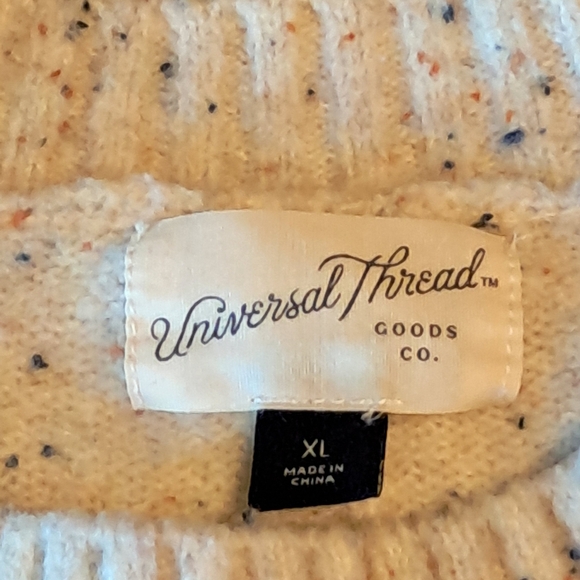 Universal Thread™
GOODS
CO.
XL
MADE IN
CHINA